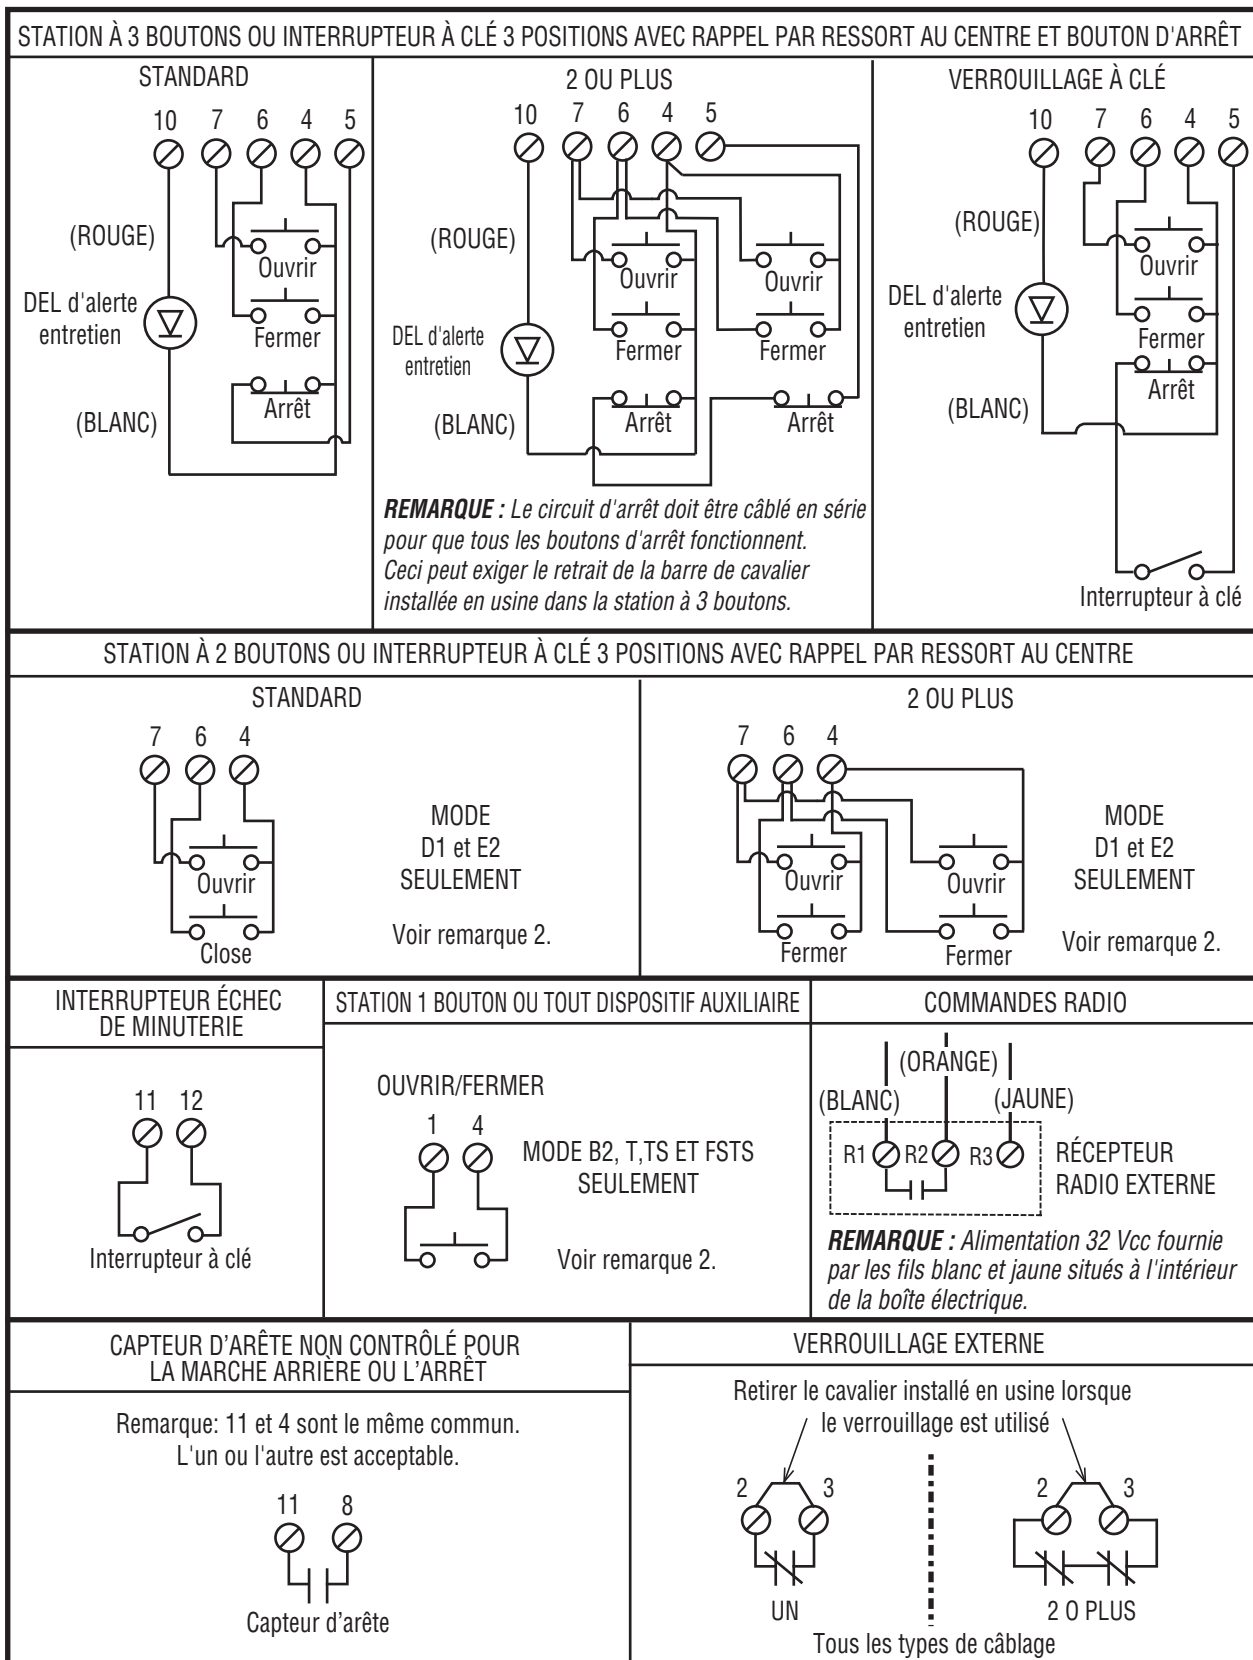 STATION À 3 BOUTONS OU INTERRUPTEUR À CLÉ 3 POSITIONS AVEC RAPPEL PAR RESSORT AU CENTRE ET BOUTON D'ARRÊT
STANDARD
10 7 6 4 5
(ROUGE)
Ouvrir
DEL d'alerte
entretien
Fermer
Arrêt
(BLANC)
2 OU PLUS
10 7 6 4 5
(ROUGE)
Ouvrir Ouvrir
DEL d'alerte
entretien
Fermer Fermer
Arrêt Arrêt
(BLANC)
REMARQUE : Le circuit d'arrêt doit être câblé en série
pour que tous les boutons d'arrêt fonctionnent.
Ceci peut exiger le retrait de la barre de cavalier
installée en usine dans la station à 3 boutons.
VERROUILLAGE À CLÉ
10 7 6 4 5
(ROUGE)
Ouvrir
DEL d'alerte
entretien
Fermer
Arrêt
(BLANC)
Interrupteur à clé
STATION À 2 BOUTONS OU INTERRUPTEUR À CLÉ 3 POSITIONS AVEC RAPPEL PAR RESSORT AU CENTRE
STANDARD
7 6 4
Ouvrir
Close
MODE
D1 et E2
SEULEMENT
Voir remarque 2.
2 OU PLUS
7 6 4
Ouvrir Ouvrir
Fermer Fermer
MODE
D1 et E2
SEULEMENT
Voir remarque 2.
INTERRUPTEUR ÉCHEC
DE MINUTERIE
11 12
Interrupteur à clé
STATION 1 BOUTON OU TOUT DISPOSITIF AUXILIAIRE
OUVRIR/FERMER
1 4
MODE B2, T,TS ET FSTS
SEULEMENT
Voir remarque 2.
COMMANDES RADIO
(ORANGE)
(BLANC) (JAUNE)
R1 R2 R3
RÉCEPTEUR
RADIO EXTERNE
REMARQUE : Alimentation 32 Vcc fournie
par les fils blanc et jaune situés à l'intérieur
de la boîte électrique.
CAPTEUR D'ARÊTE NON CONTRÔLÉ POUR
LA MARCHE ARRIÈRE OU L'ARRÊT
Remarque: 11 et 4 sont le même commun.
L'un ou l'autre est acceptable.
11 8
Capteur d'arête
VERROUILLAGE EXTERNE
Retirer le cavalier installé en usine lorsque
le verrouillage est utilisé
2 3 2 3
UN 2 O PLUS
Tous les types de câblage